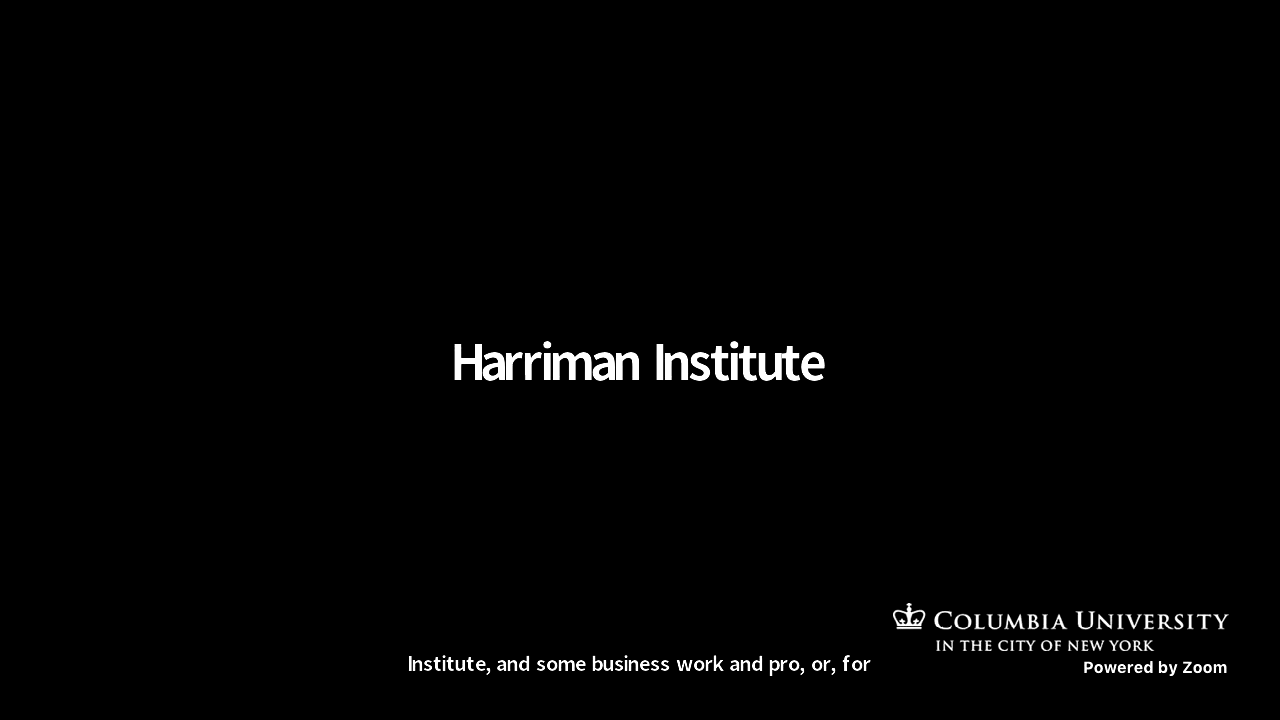 Harriman Institute
COLUMBIA UNIVERSITY
IN THE CITY OF NEW YORK
Institute, and some business work and pro, or, for
Powered by Zoom